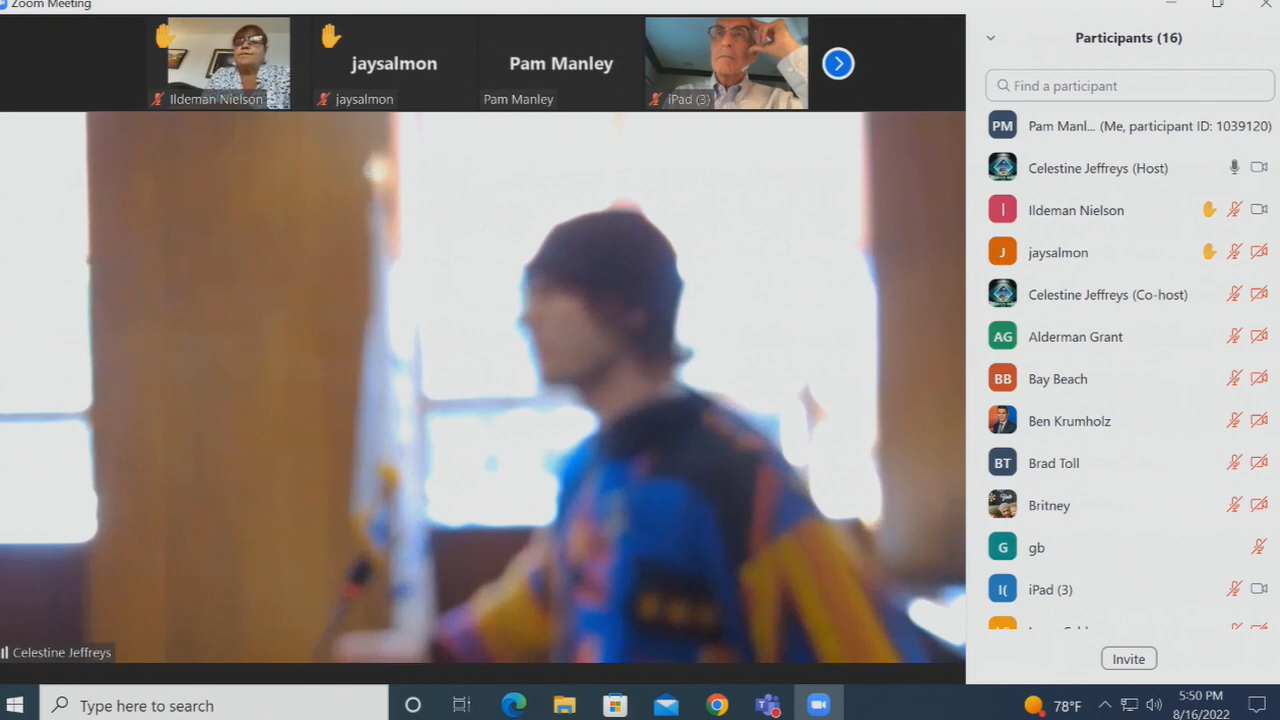 Zoom Meeting
Ildeman Nielson
jaysalmon
jaysalmon
Pam Manley
Pam Manley
iPad (3)
Participants (16)
Find a participant
PM Pam Manl... (Me, participant ID: 1039120)
Celestine Jeffreys (Host)
I Ildeman Nielson
J jaysalmon
Celestine Jeffreys (Co-host)
AG Alderman Grant
BB Bay Beach
Ben Krumholz
BT Brad Toll
Britney
G gb
I( iPad (3)
Invite
Celestine Jeffreys
Type here to search
78°F
5:50 PM
8/16/2022